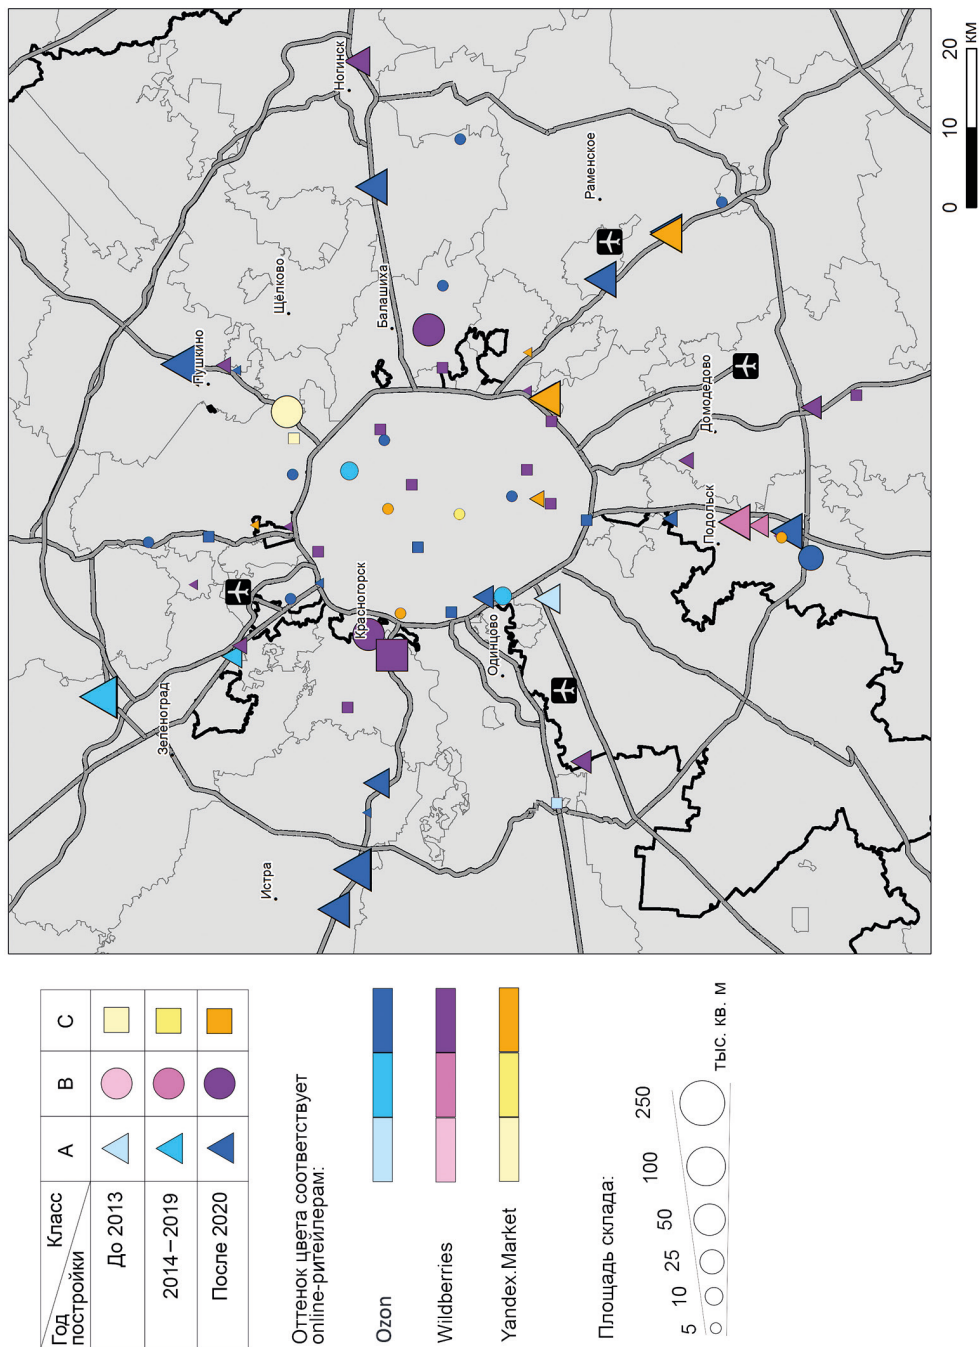 Истра
Зеленоград
Пушкино
Щёлково
Ногинск
Балашиха
Красногорск
Одинцово
Раменское
Подольск
Домодедово
0 10 20 км
Год постройки
Класс
A B C
До 2013
2014–2019
После 2020
Оттенок цвета соответствует
online-ритейлерам:
Ozon
Wildberries
Yandex.Market
Площадь склада:
5 10 25 50 100 250
тыс. кв. м